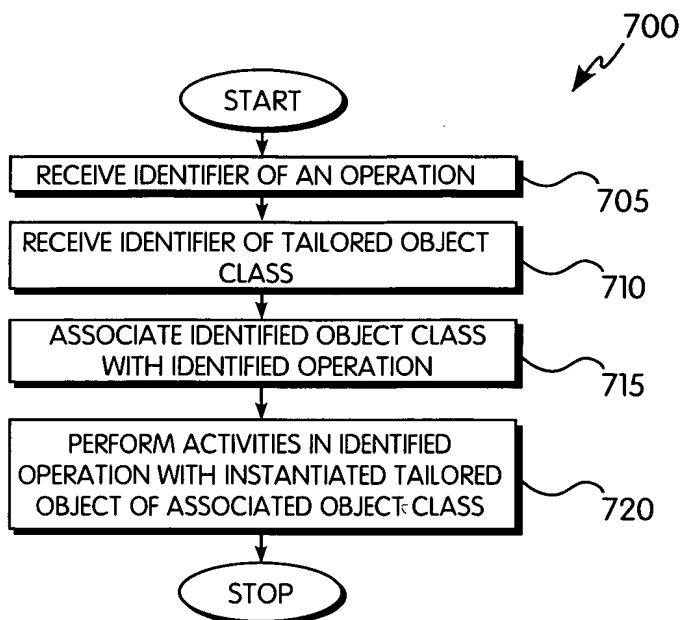 700
START
RECEIVE IDENTIFIER OF AN OPERATION
705
RECEIVE IDENTIFIER OF TAILORED OBJECT
CLASS
710
ASSOCIATE IDENTIFIED OBJECT CLASS
WITH IDENTIFIED OPERATION
715
PERFORM ACTIVITIES IN IDENTIFIED
OPERATION WITH INSTANTIATED TAILORED
OBJECT OF ASSOCIATED OBJECT CLASS
720
STOP